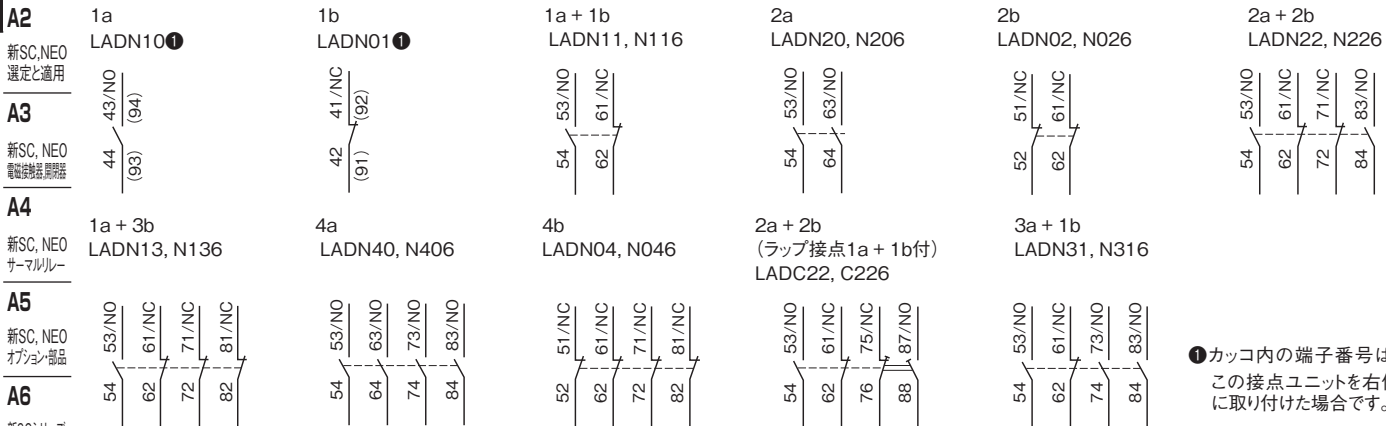 A2
新SC,NEO
選定と適用
A3
新SC, NEO
電磁接触器,開閉器
A4
新SC, NEO
サーマルリレー
A5
新SC, NEO
オプション・部品
A6
1a
LADN10❶
43/NO
(94)
44
(93)
1b
LADN01❶
41/NC
(92)
42
(91)
1a + 1b
LADN11, N116
53/NO
61/NC
54
62
2a
LADN20, N206
53/NO
63/NO
54
64
2b
LADN02, N026
51/NC
61/NC
52
62
2a + 2b
LADN22, N226
53/NO
61/NC
71/NC
83/NO
54
62
72
84
1a + 3b
LADN13, N136
53/NO
61/NC
71/NC
81/NC
54
62
72
82
4a
LADN40, N406
53/NO
63/NO
73/NO
83/NO
54
64
74
84
4b
LADN04, N046
51/NC
61/NC
71/NC
81/NC
52
62
72
82
2a + 2b
(ラップ接点1a + 1b付)
LADC22, C226
53/NO
61/NC
75/NC
87/NO
54
62
76
88
3a + 1b
LADN31, N316
53/NO
61/NC
73/NO
83/NO
54
62
74
84
❶カッコ内の端子番号は
この接点ユニットを右
に取り付けた場合です。